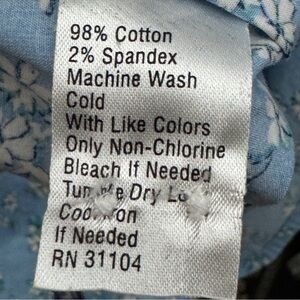 98% Cotton
2% Spandex
Machine Wash
Cold
With Like Colors
Only Non-Chlorine
Bleach If Needed
Dry
If Needed
RN 31104